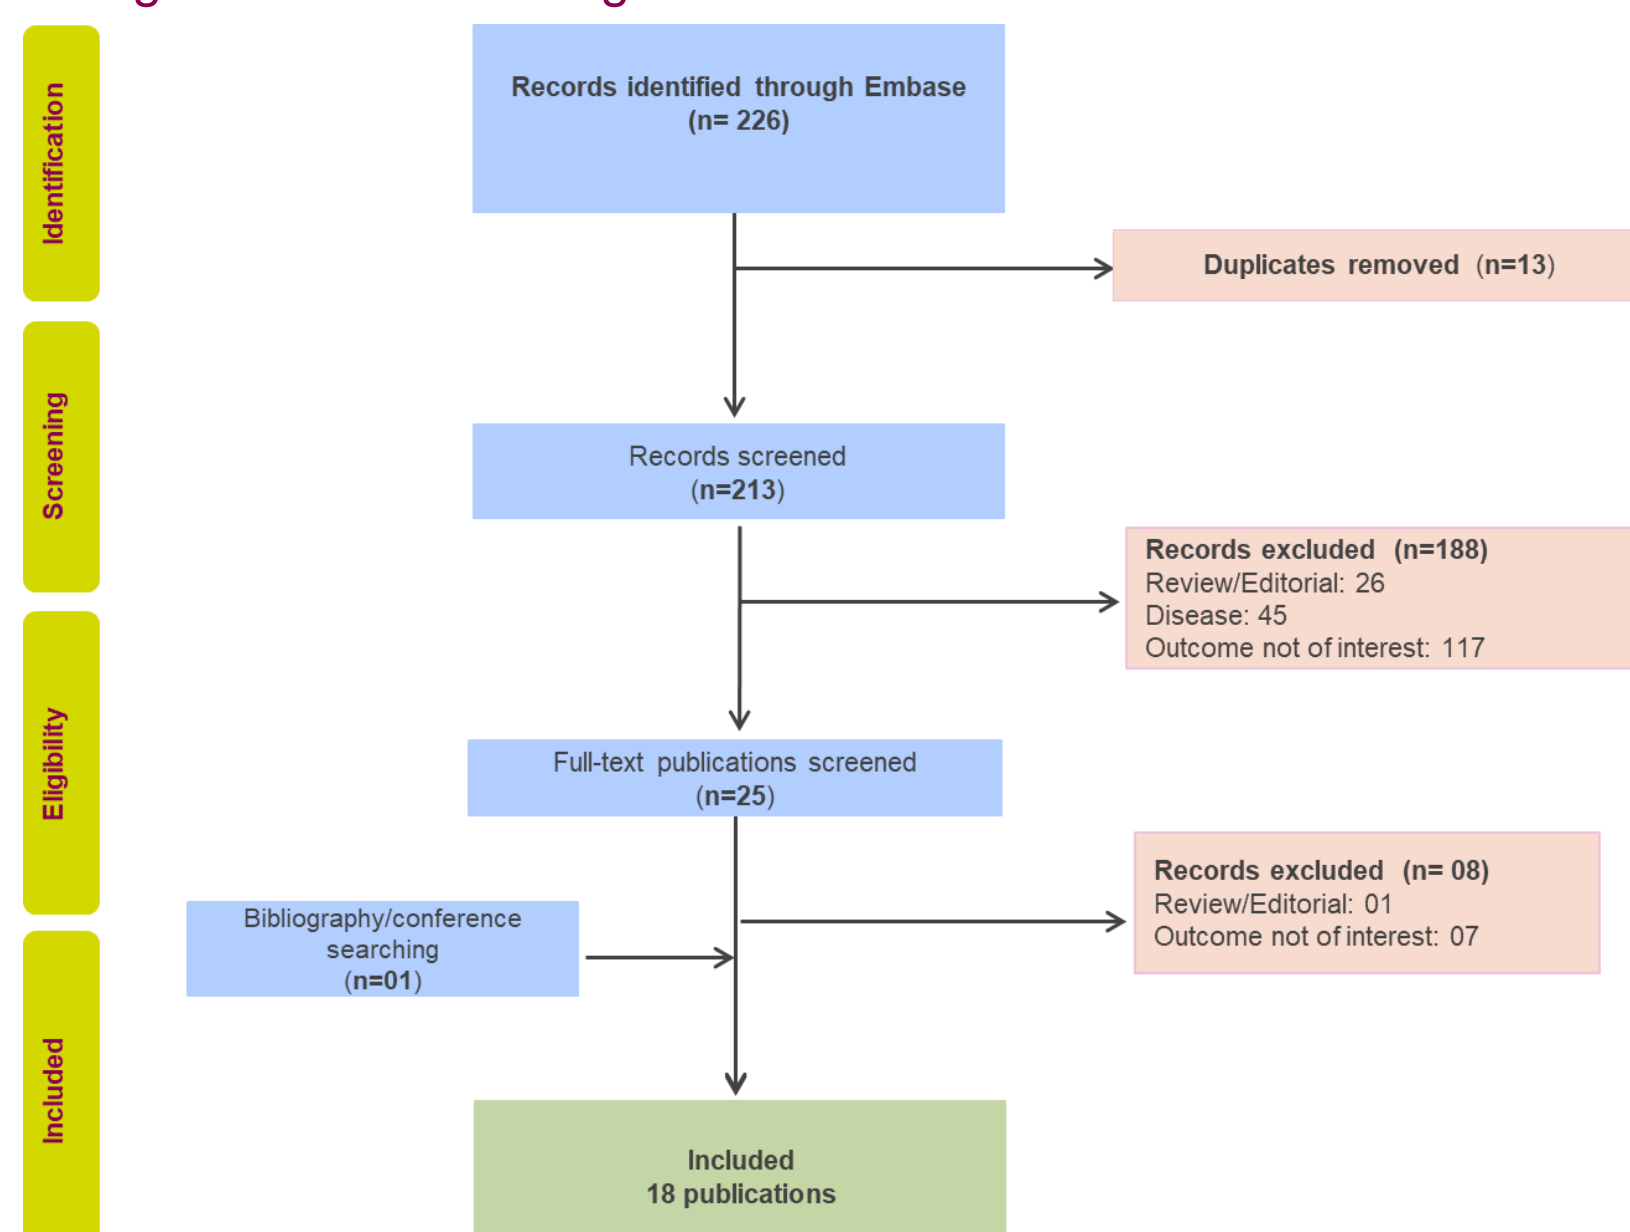 Identification
Records identified through Embase
(n= 226)
Duplicates removed (n=13)
Screening
Records screened
(n=213)
Records excluded (n=188)
Review/Editorial: 26
Disease: 45
Outcome not of interest: 117
Eligibility
Full-text publications screened
(n=25)
Records excluded (n= 08)
Review/Editorial: 01
Outcome not of interest: 07
Bibliography/conference
searching
(n=01)
Included
Included
18 publications